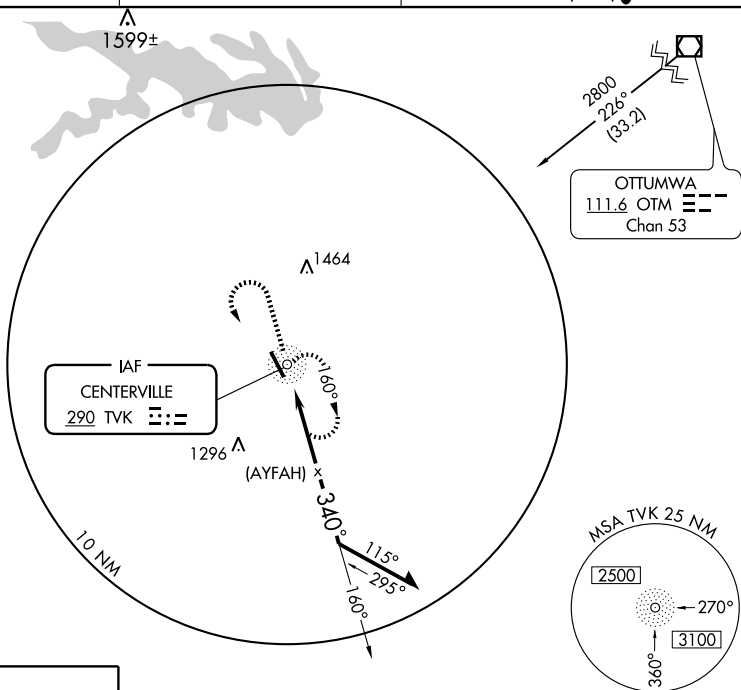 1599±
2800
226°
(33.2)
OTTUMWA
111.6 OTM
Chan 53
1464
IAF
CENTERVILLE
290 TVK
160°
1296
(AYFAH)
340°
10 NM
115°
295°
160°
MSA TVK 25 NM
2500
270°
3100
360°